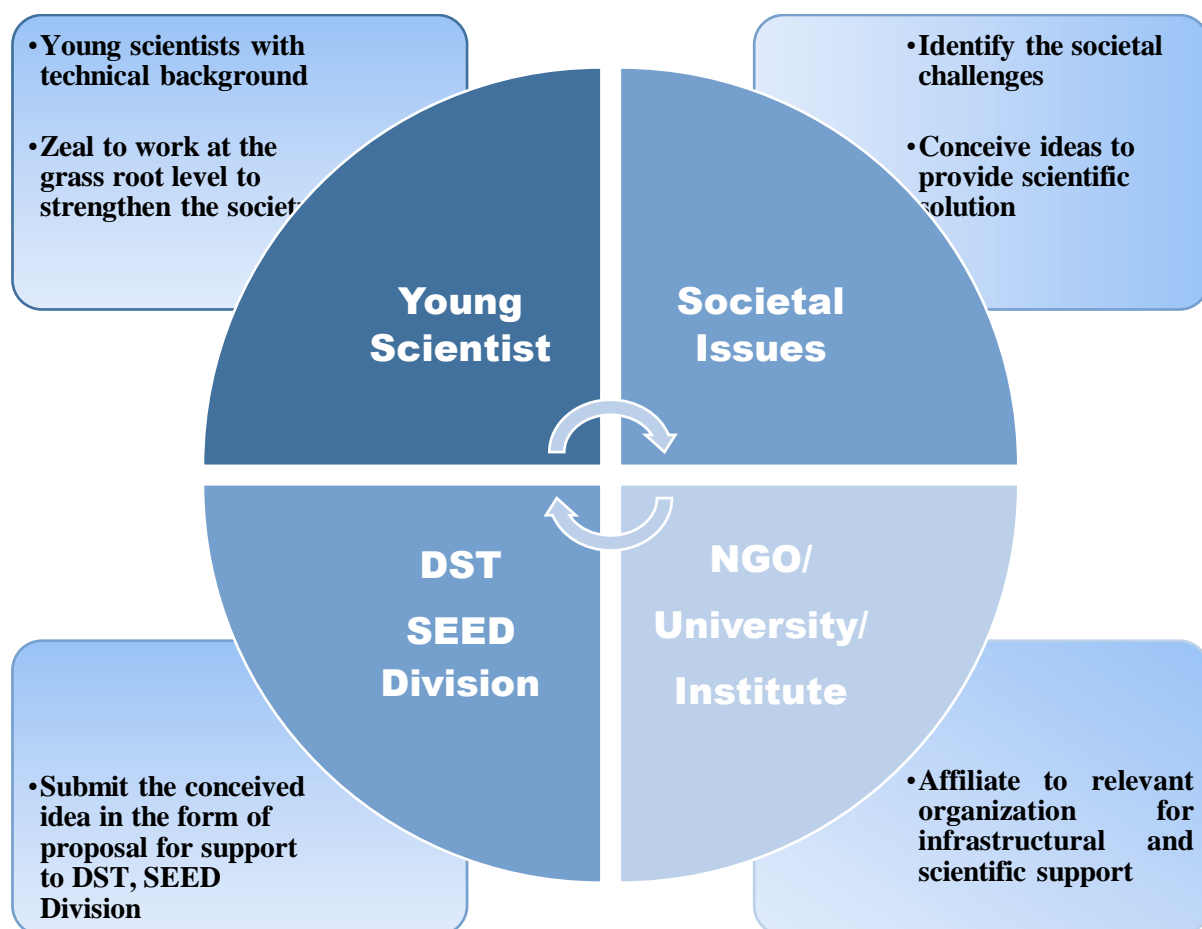 •Young scientists with
technical background
•Zeal to work at the
grass root level to
strengthen the society
•Identify the societal
challenges
•Conceive ideas to
provide scientific
solution
Young
Scientist
Societal
Issues
DST
SEED
Division
NGO/
University/
Institute
•Submit the conceived
idea in the form of
proposal for support
to DST, SEED
Division
•Affiliate to relevant
organization for
infrastructural and
scientific support